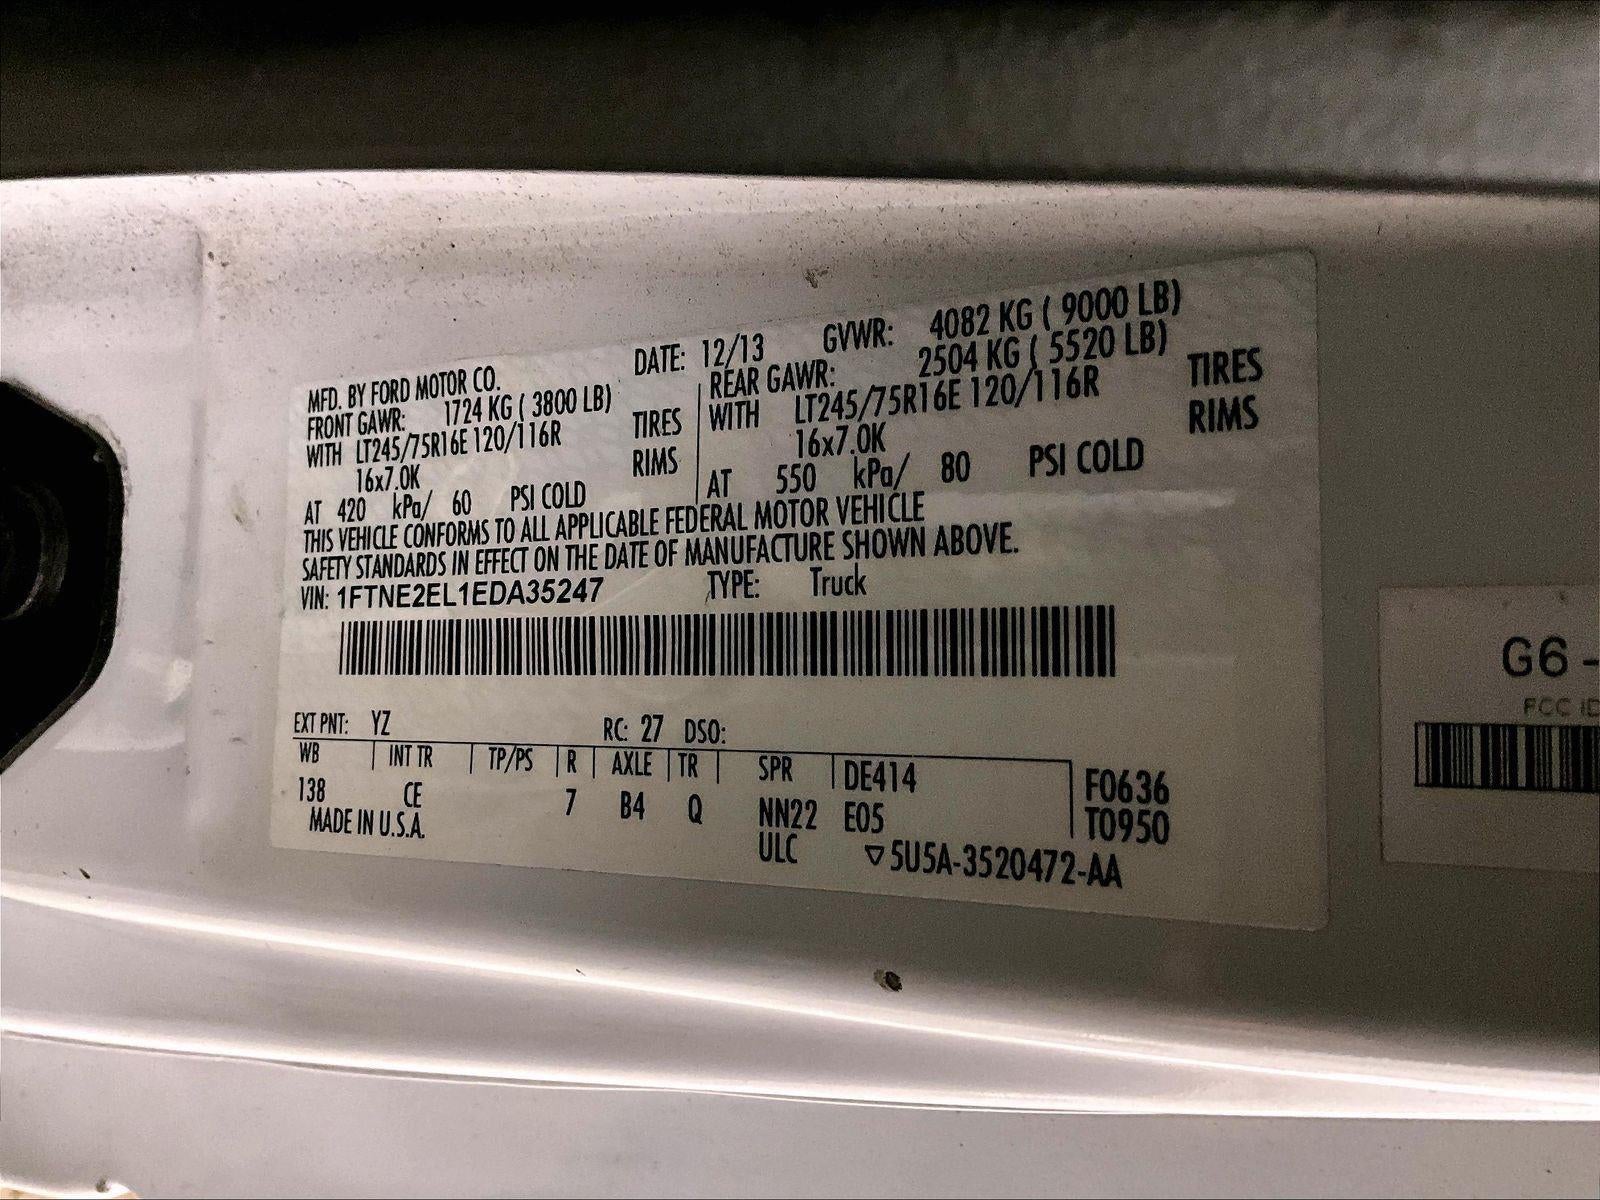 MFD. BY FORD MOTOR CO. DATE: 12/13 GVWR: 4082 KG ( 9000 LB)
FRONT GAWR: 1724 KG ( 3800 LB) REAR GAWR: 2504 KG ( 5520 LB)
WITH LT245/75R16E 120/116R TIRES WITH LT245/75R16E 120/116R TIRES
16x7.0K RIMS 16x7.0K RIMS
AT 420 kPa/ 60 PSI COLD AT 550 kPa/ 80 PSI COLD
THIS VEHICLE CONFORMS TO ALL APPLICABLE FEDERAL MOTOR VEHICLE
SAFETY STANDARDS IN EFFECT ON THE DATE OF MANUFACTURE SHOWN ABOVE.
VIN: 1FTNE2EL1EDA35247 TYPE: Truck
EXT PNT: YZ RC: 27 DSO:
WB INT TR TP/PS R AXLE TR SPR DE414 F0636
138 CE 7 B4 Q NN22 E05 T0950
MADE IN U.S.A. ULC ▽5U5A-3520472-AA
G6 -
FCC ID